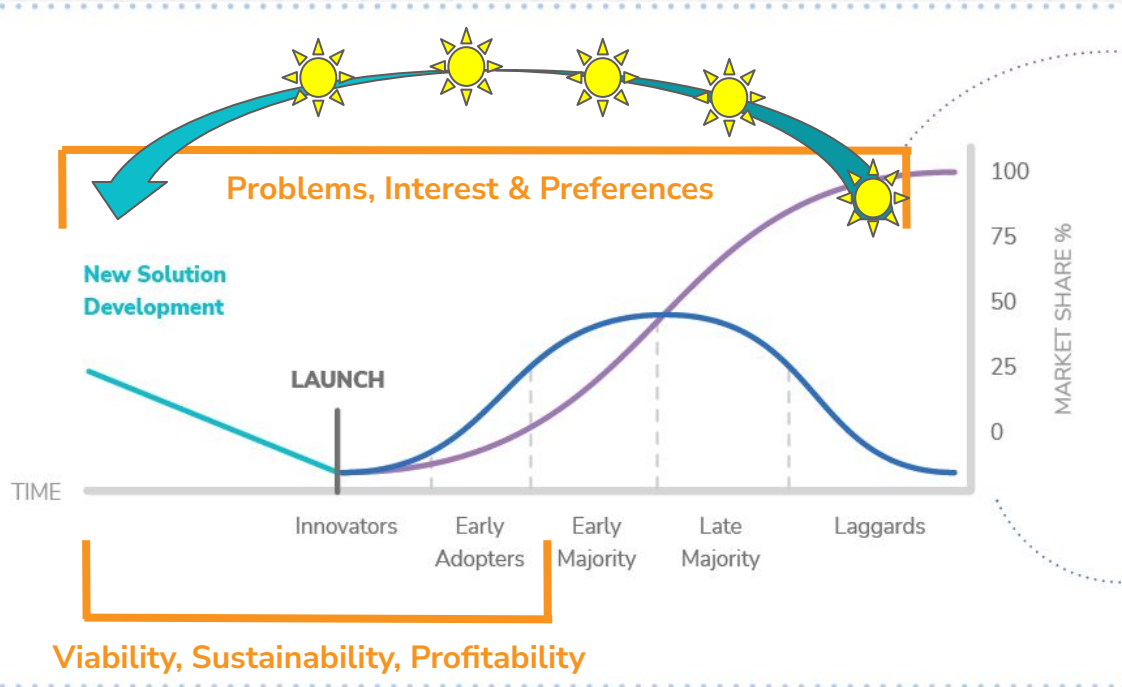 Problems, Interest & Preferences
New Solution
Development
LAUNCH
100
75
50
25
0
MARKET SHARE %
TIME
Innovators
Early
Adopters
Early
Majority
Late
Majority
Laggards
Viability, Sustainability, Profitability